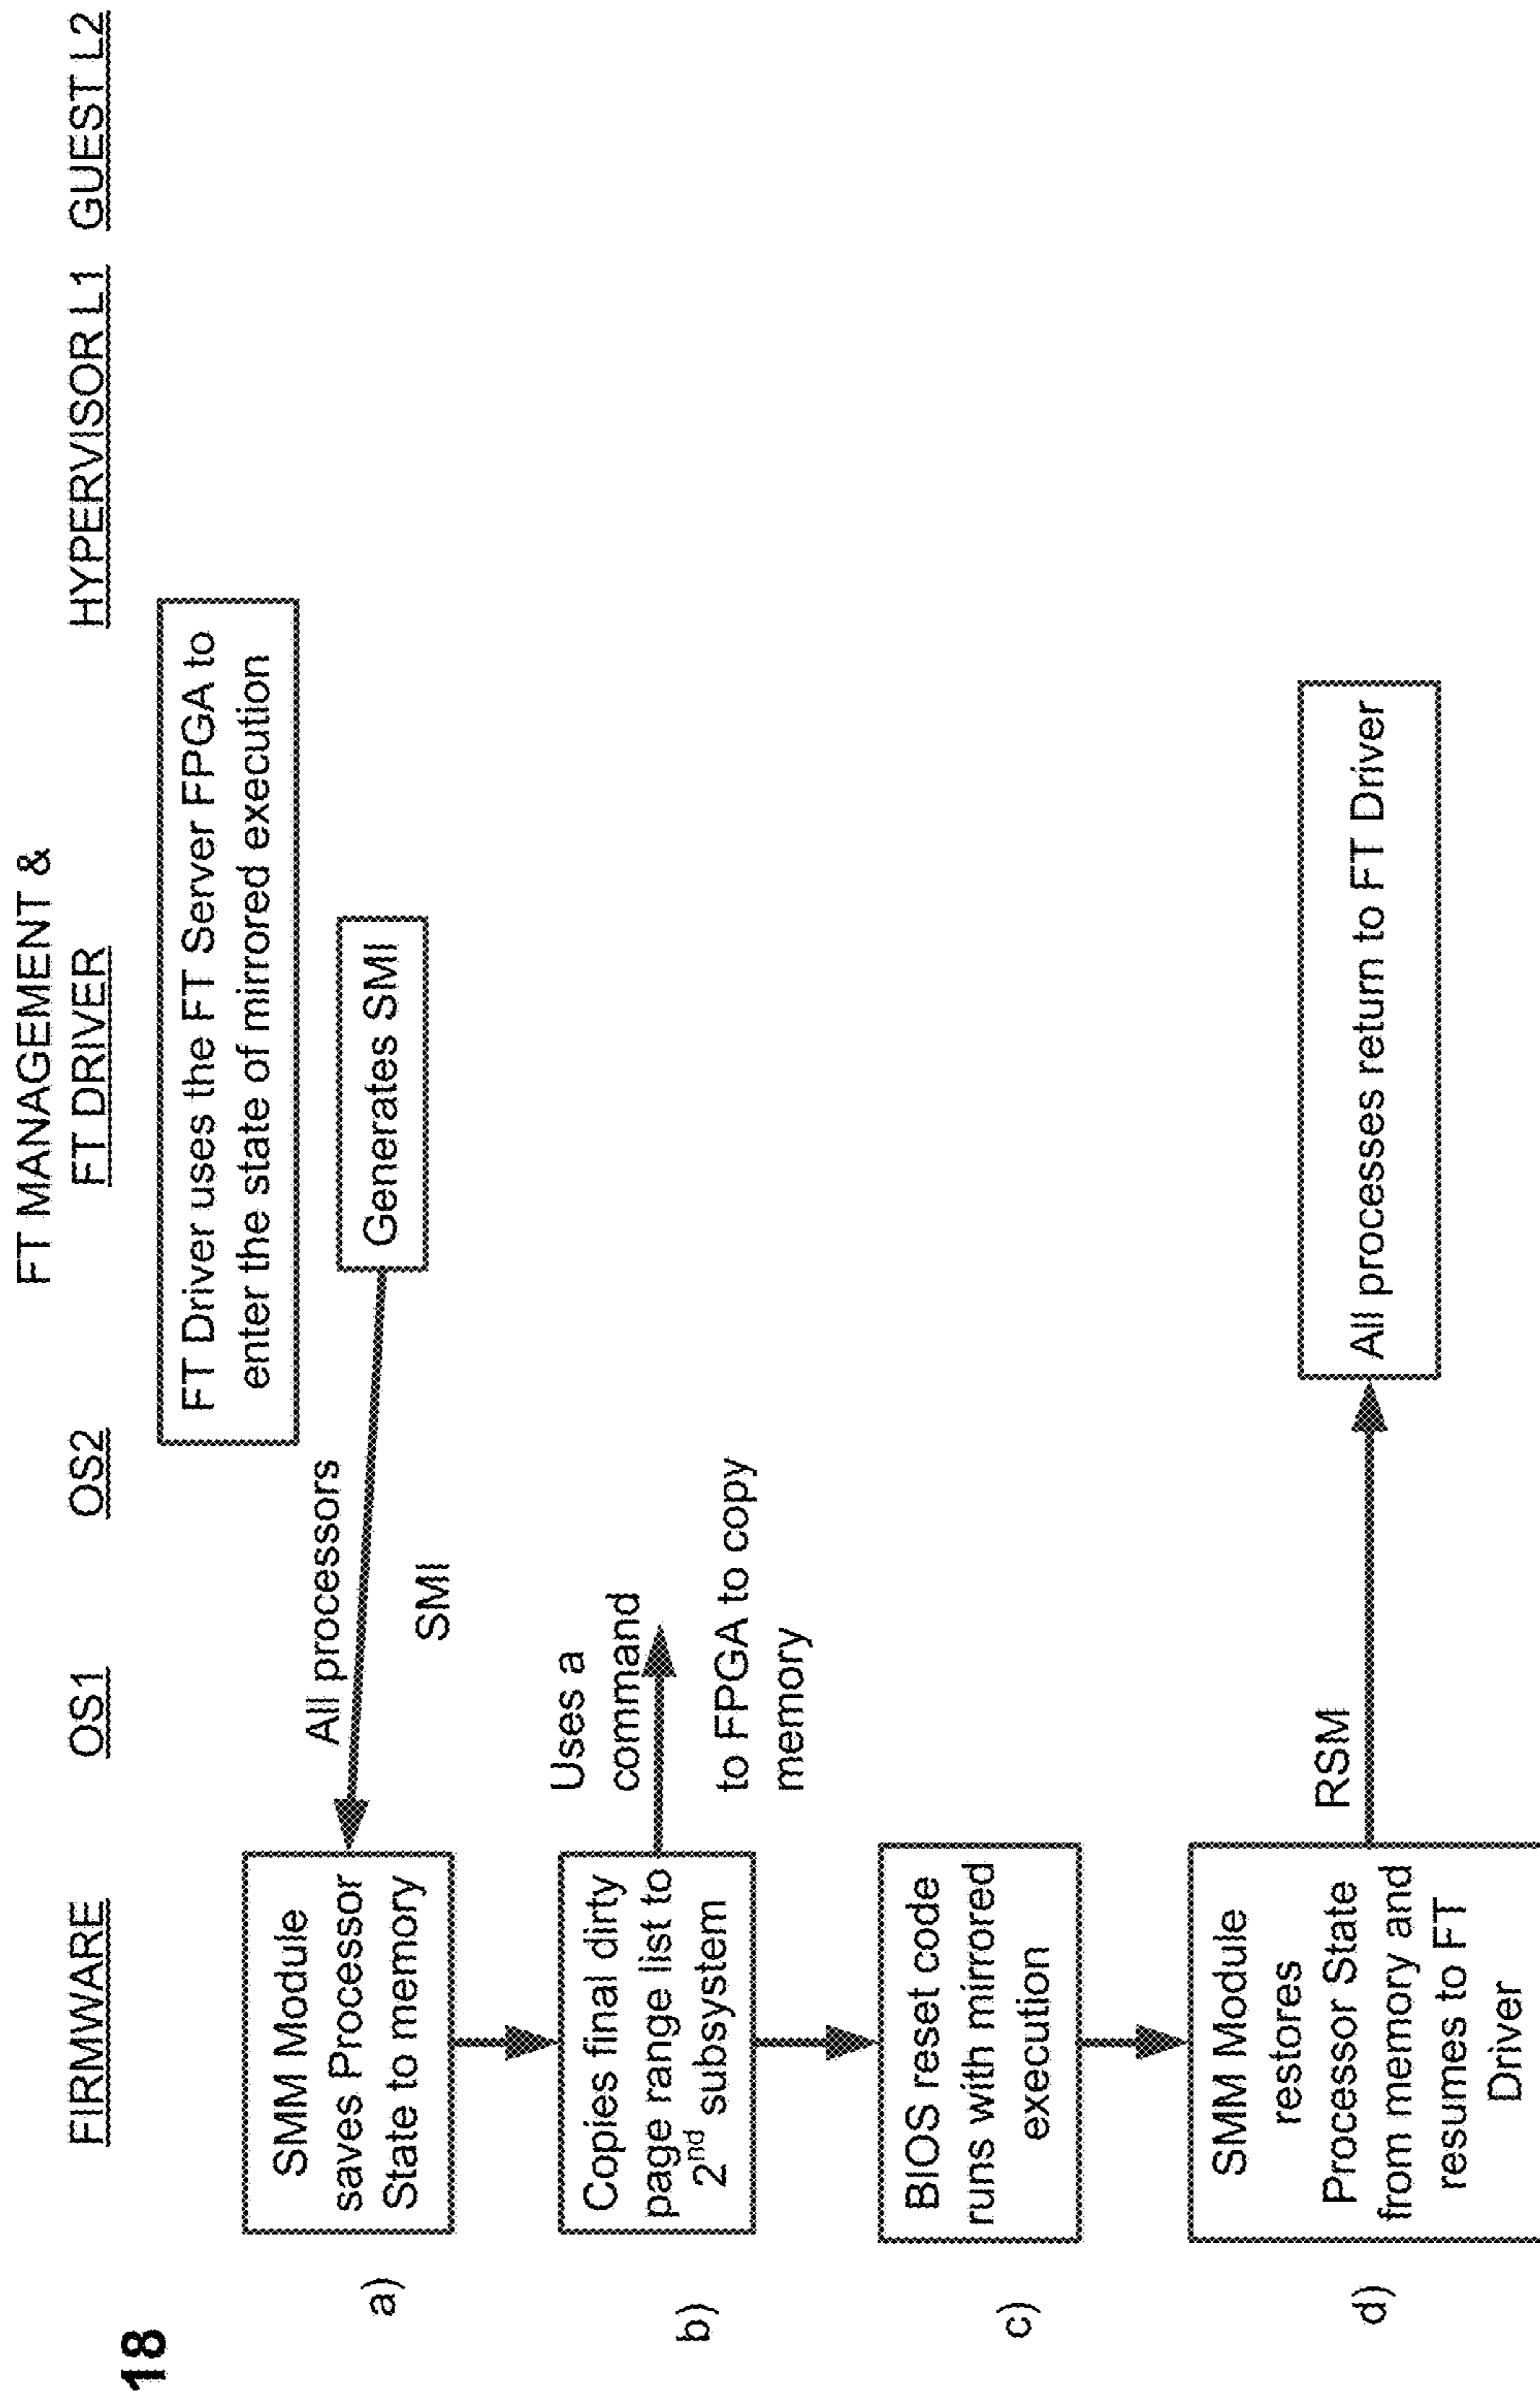 18
FIRMWARE
OS1
OS2
FT MANAGEMENT &
FT DRIVER
HYPERVISOR L1
GUEST L2
FT Driver uses the FT Server FPGA to
enter the state of mirrored execution
a)
SMM Module
saves Processor
State to memory
All processors
SMI
Generates SMI
b)
Copies final dirty
page range list to
2nd subsystem
Uses a
command
to FPGA to copy
memory
c)
BIOS reset code
runs with mirrored
execution
d)
SMM Module
restores
Processor State
from memory and
resumes to FT
Driver
RSM
All processes return to FT Driver